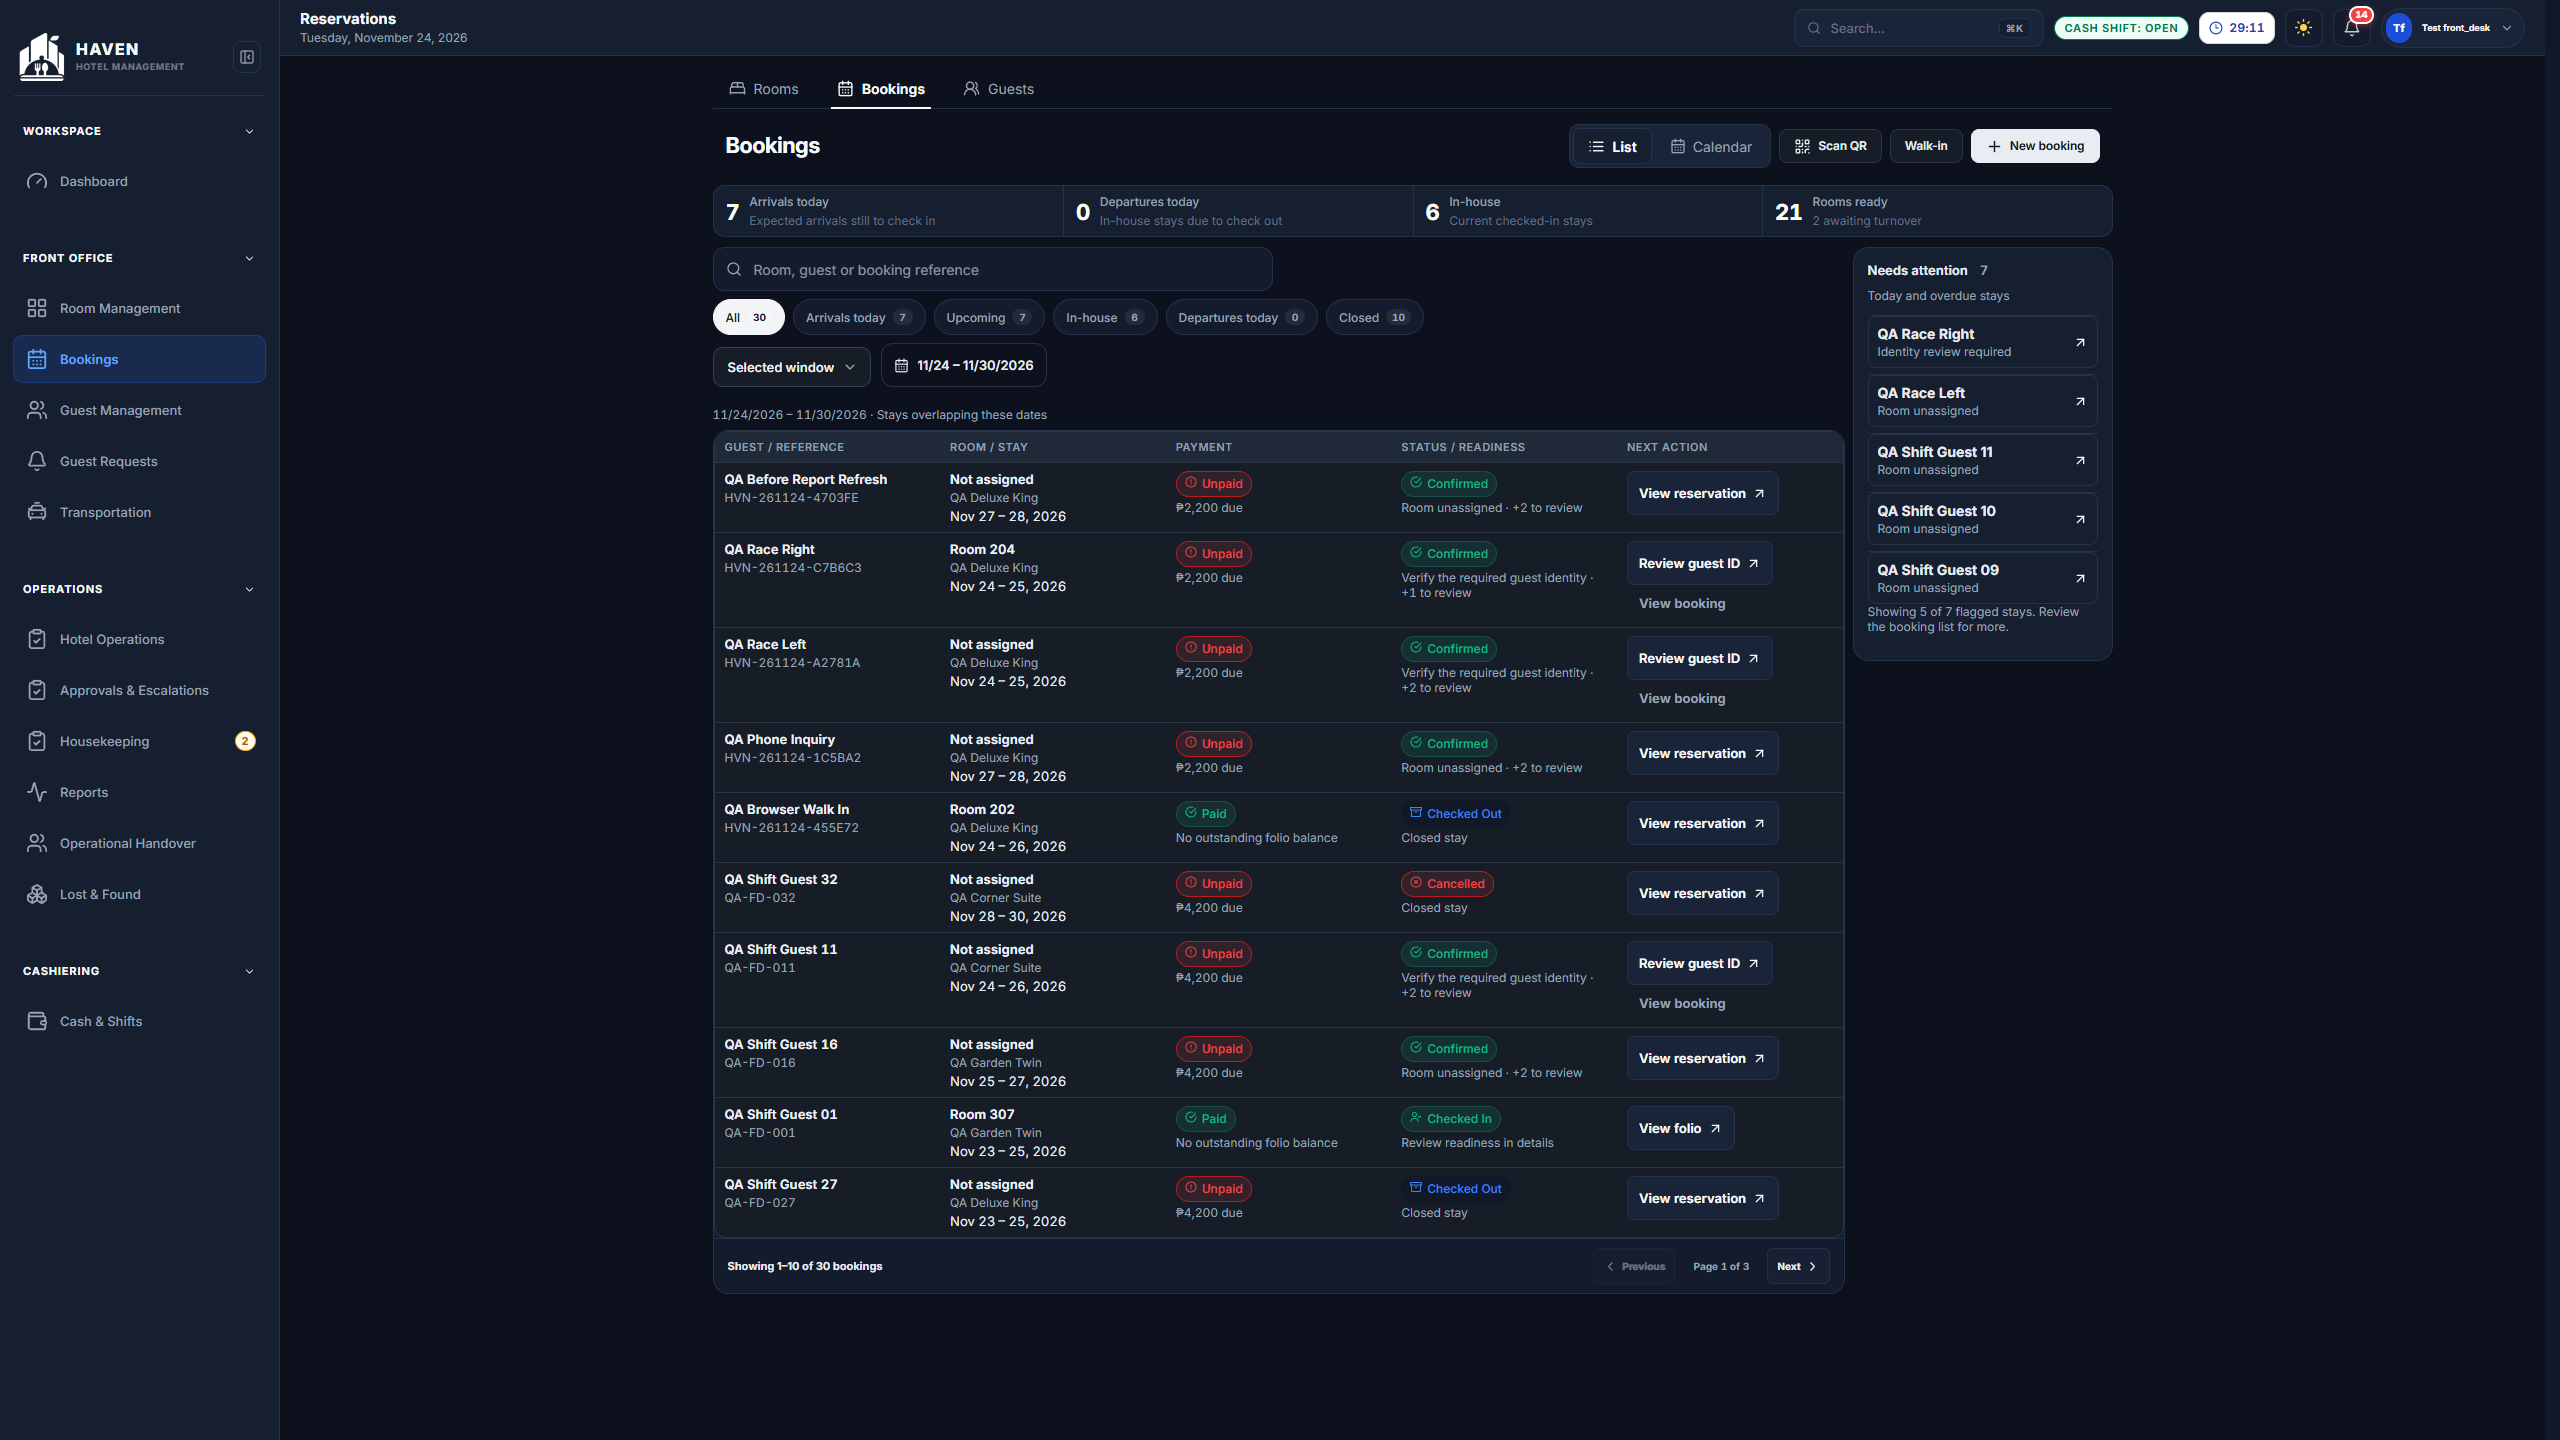 HAVEN
HOTEL MANAGEMENT
WORKSPACE
Dashboard
FRONT OFFICE
Room Management
Bookings
Guest Management
Guest Requests
Transportation
OPERATIONS
Hotel Operations
Approvals & Escalations
Housekeeping
2
Reports
Operational Handover
Lost & Found
CASHIERING
Cash & Shifts
Reservations
Tuesday, November 24, 2026
Search...
⌘K
CASH SHIFT: OPEN
29:11
14
Tf
Test front_desk
Rooms
Bookings
Guests
Bookings
List
Calendar
Scan QR
Walk-in
New booking
7
Arrivals today
Expected arrivals still to check in
0
Departures today
In-house stays due to check out
6
In-house
Current checked-in stays
21
Rooms ready
2 awaiting turnover
Room, guest or booking reference
All 30
Arrivals today 7
Upcoming 7
In-house 6
Departures today 0
Closed 10
Selected window
11/24 – 11/30/2026
11/24/2026 – 11/30/2026 · Stays overlapping these dates
GUEST / REFERENCE
ROOM / STAY
PAYMENT
STATUS / READINESS
NEXT ACTION
QA Before Report Refresh
HVN-261124-4703FE
Not assigned
QA Deluxe King
Nov 27 – 28, 2026
Unpaid
₱2,200 due
Confirmed
Room unassigned · +2 to review
View reservation
QA Race Right
HVN-261124-C7B6C3
Room 204
QA Deluxe King
Nov 24 – 25, 2026
Unpaid
₱2,200 due
Confirmed
Verify the required guest identity ·
+1 to review
Review guest ID
View booking
QA Race Left
HVN-261124-A2781A
Not assigned
QA Deluxe King
Nov 24 – 25, 2026
Unpaid
₱2,200 due
Confirmed
Verify the required guest identity ·
+2 to review
Review guest ID
View booking
QA Phone Inquiry
HVN-261124-1C5BA2
Not assigned
QA Deluxe King
Nov 27 – 28, 2026
Unpaid
₱2,200 due
Confirmed
Room unassigned · +2 to review
View reservation
QA Browser Walk In
HVN-261124-455E72
Room 202
QA Deluxe King
Nov 24 – 26, 2026
Paid
No outstanding folio balance
Checked Out
Closed stay
View reservation
QA Shift Guest 32
QA-FD-032
Not assigned
QA Corner Suite
Nov 28 – 30, 2026
Unpaid
₱4,200 due
Cancelled
Closed stay
View reservation
QA Shift Guest 11
QA-FD-011
Not assigned
QA Corner Suite
Nov 24 – 26, 2026
Unpaid
₱4,200 due
Confirmed
Verify the required guest identity ·
+2 to review
Review guest ID
View booking
QA Shift Guest 16
QA-FD-016
Not assigned
QA Garden Twin
Nov 25 – 27, 2026
Unpaid
₱4,200 due
Confirmed
Room unassigned · +2 to review
View reservation
QA Shift Guest 01
QA-FD-001
Room 307
QA Garden Twin
Nov 23 – 25, 2026
Paid
No outstanding folio balance
Checked In
Review readiness in details
View folio
QA Shift Guest 27
QA-FD-027
Not assigned
QA Deluxe King
Nov 23 – 25, 2026
Unpaid
₱4,200 due
Checked Out
Closed stay
View reservation
Showing 1–10 of 30 bookings
Previous
Page 1 of 3
Next
Needs attention 7
Today and overdue stays
QA Race Right
Identity review required
QA Race Left
Room unassigned
QA Shift Guest 11
Room unassigned
QA Shift Guest 10
Room unassigned
QA Shift Guest 09
Room unassigned
Showing 5 of 7 flagged stays. Review
the booking list for more.